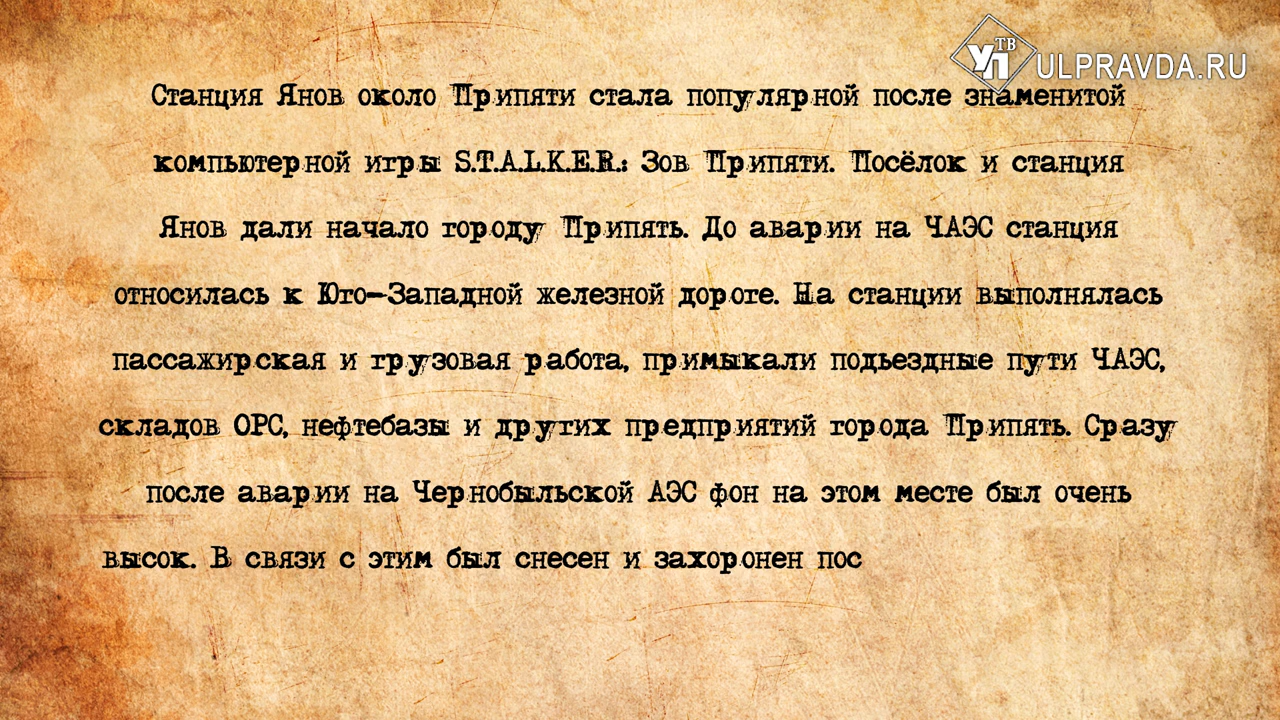 УП ТВ ULPRAVDA.RU
Станция Янов около Припяти стала популярной после знаменитой
компьютерной игры S.T.A.L.K.E.R.: Зов Припяти. Посёлок и станция
Янов дали начало городу Припять. До аварии на ЧАЭС станция
относилась к Юго-Западной железной дороге. На станции выполнялась
пассажирская и грузовая работа, примыкали подьездные пути ЧАЭС,
складов ОРС, нефтебазы и других предприятий города Припять. Сразу
после аварии на Чернобыльской АЭС фон на этом месте был очень
высок. В связи с этим был снесен и захоронен пос